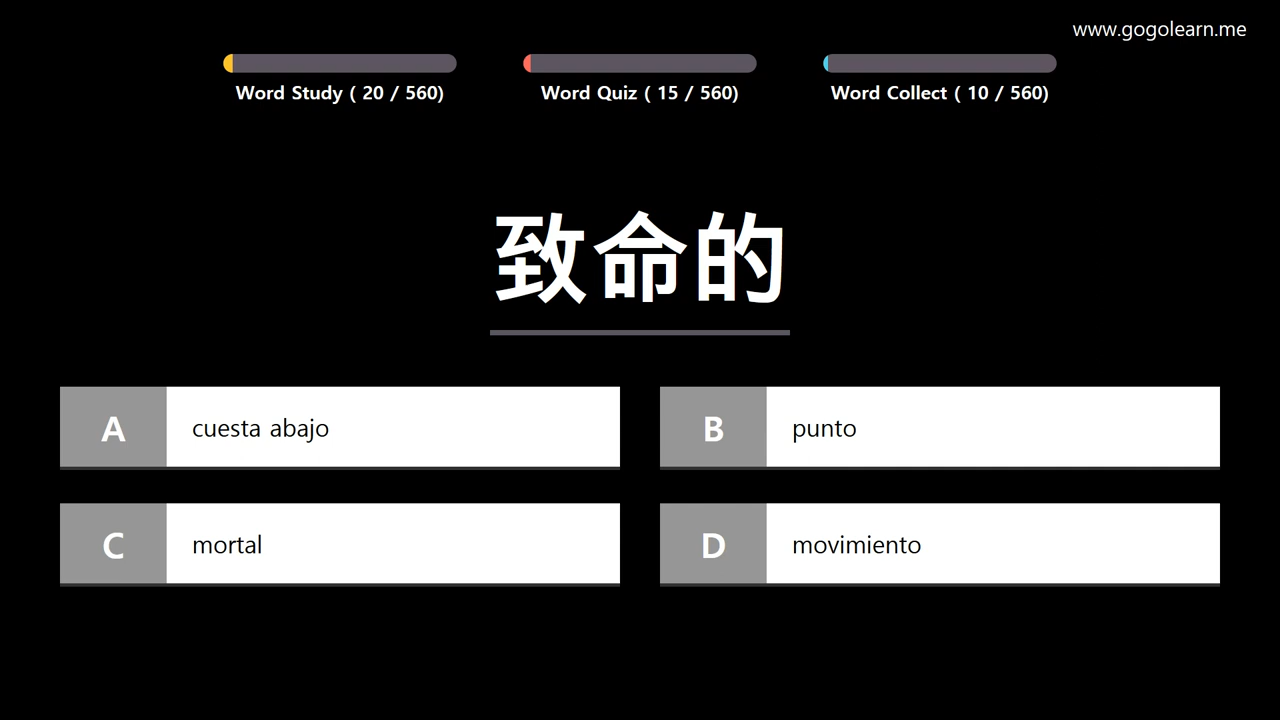 www.gogolearn.me
Word Study ( 20 / 560)
Word Quiz ( 15 / 560)
Word Collect ( 10 / 560)
致命的
A cuesta abajo
B punto
C mortal
D movimiento